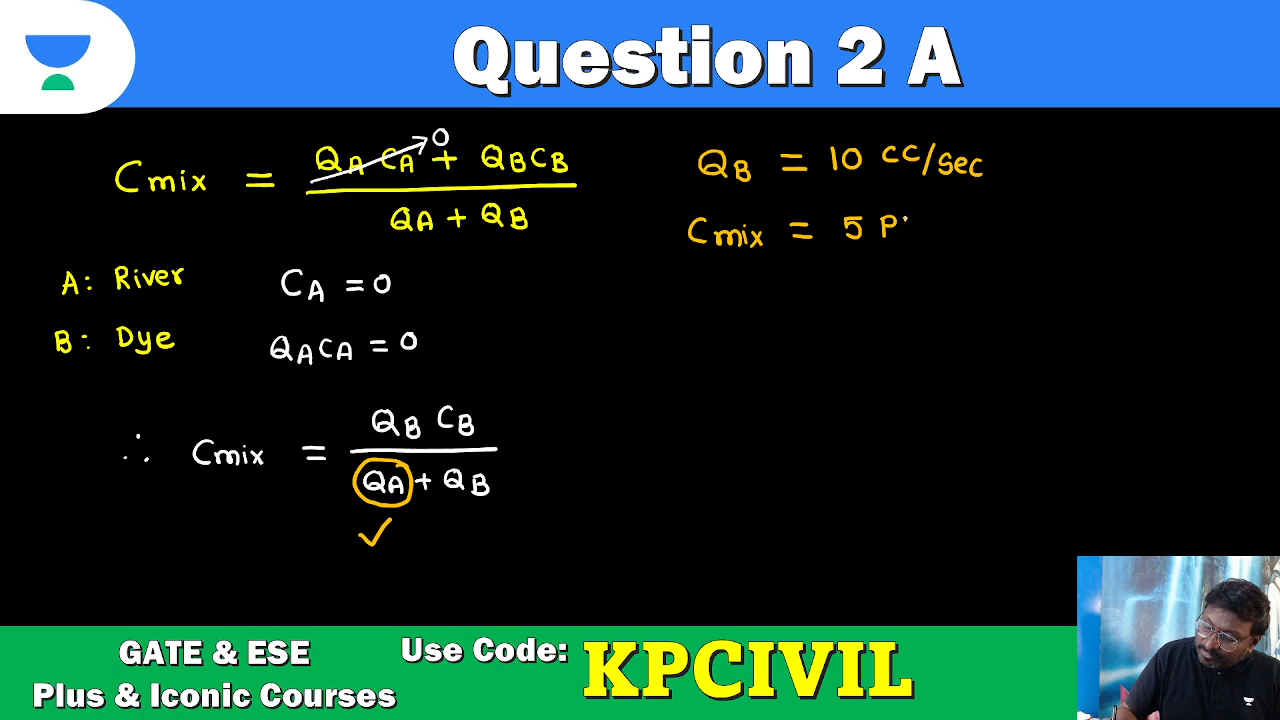 Question 2 A
Cmix = QA CA + QB CB / QA + QB
0
A: River CA = 0
B: Dye QA CA = 0
∴ Cmix = QB CB / QA + QB
✓
QB = 10 cc/sec
Cmix = 5 P
GATE & ESE
Plus & Iconic Courses
Use Code: KPCIVIL